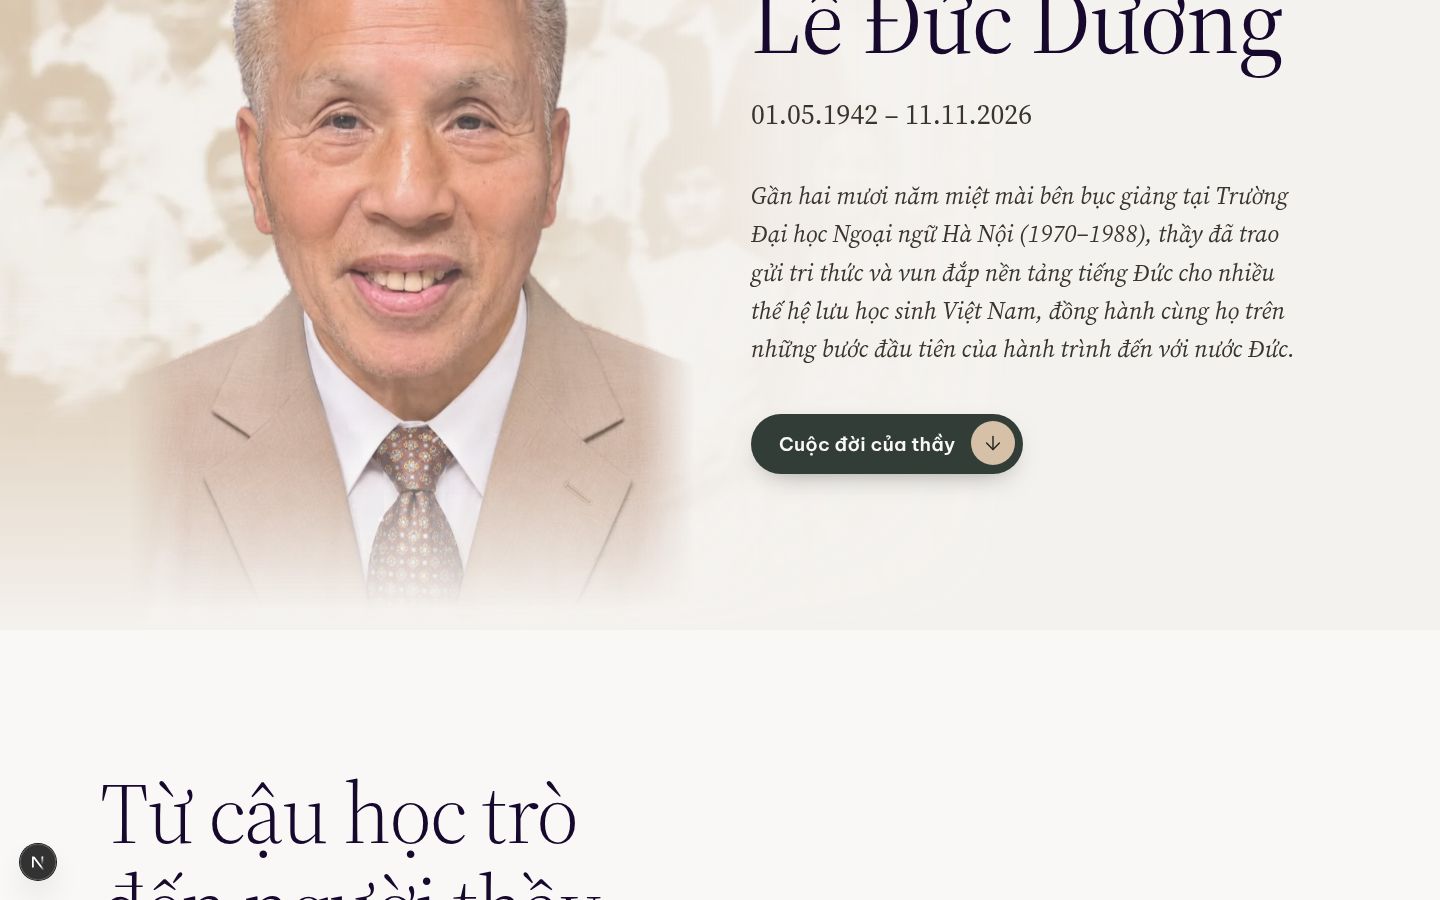 Lê Đức Dương
01.05.1942 – 11.11.2026
Gần hai mươi năm miệt mài bên bục giảng tại Trường
Đại học Ngoại ngữ Hà Nội (1970–1988), thầy đã trao
gửi tri thức và vun đắp nền tảng tiếng Đức cho nhiều
thế hệ lưu học sinh Việt Nam, đồng hành cùng họ trên
những bước đầu tiên của hành trình đến với nước Đức.
Cuộc đời của thầy
Từ cậu học trò
đến người thầy
N